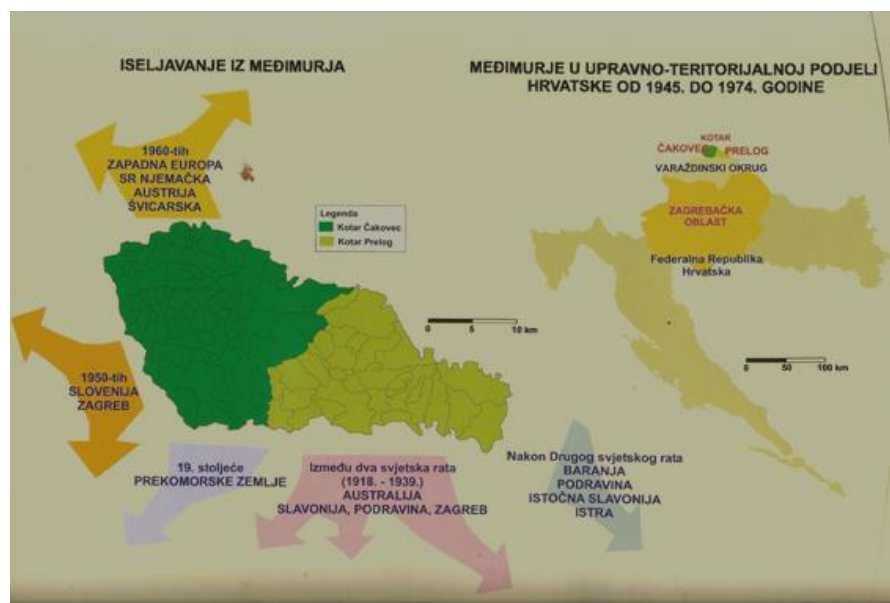 ISELJAVANJE IZ MEĐIMURJA
1960-tih
ZAPADNA EUROPA
SR NJEMAČKA
AUSTRIJA
ŠVICARSKA
Legenda
Kotar Čakovec
Kotar Prelog
0 5 10 km
1950-tih
SLOVENIJA
ZAGREB
19. stoljeće
PREKOMORSKE ZEMLJE
Između dva svjetska rata
(1918. - 1939.)
AUSTRALIJA
SLAVONIJA, PODRAVINA, ZAGREB
Nakon Drugog svjetskog rata
BARANJA
PODRAVINA
ISTOČNA SLAVONIJA
ISTRA
MEĐIMURJE U UPRAVNO-TERITORIJALNOJ PODJELI
HRVATSKE OD 1945. DO 1974. GODINE
KOTAR
ČAKOVEC PRELOG
VARAŽDINSKI OKRUG
ZAGREBAČKA
OBLAST
Federalna Republika
Hrvatska
0 50 100 km